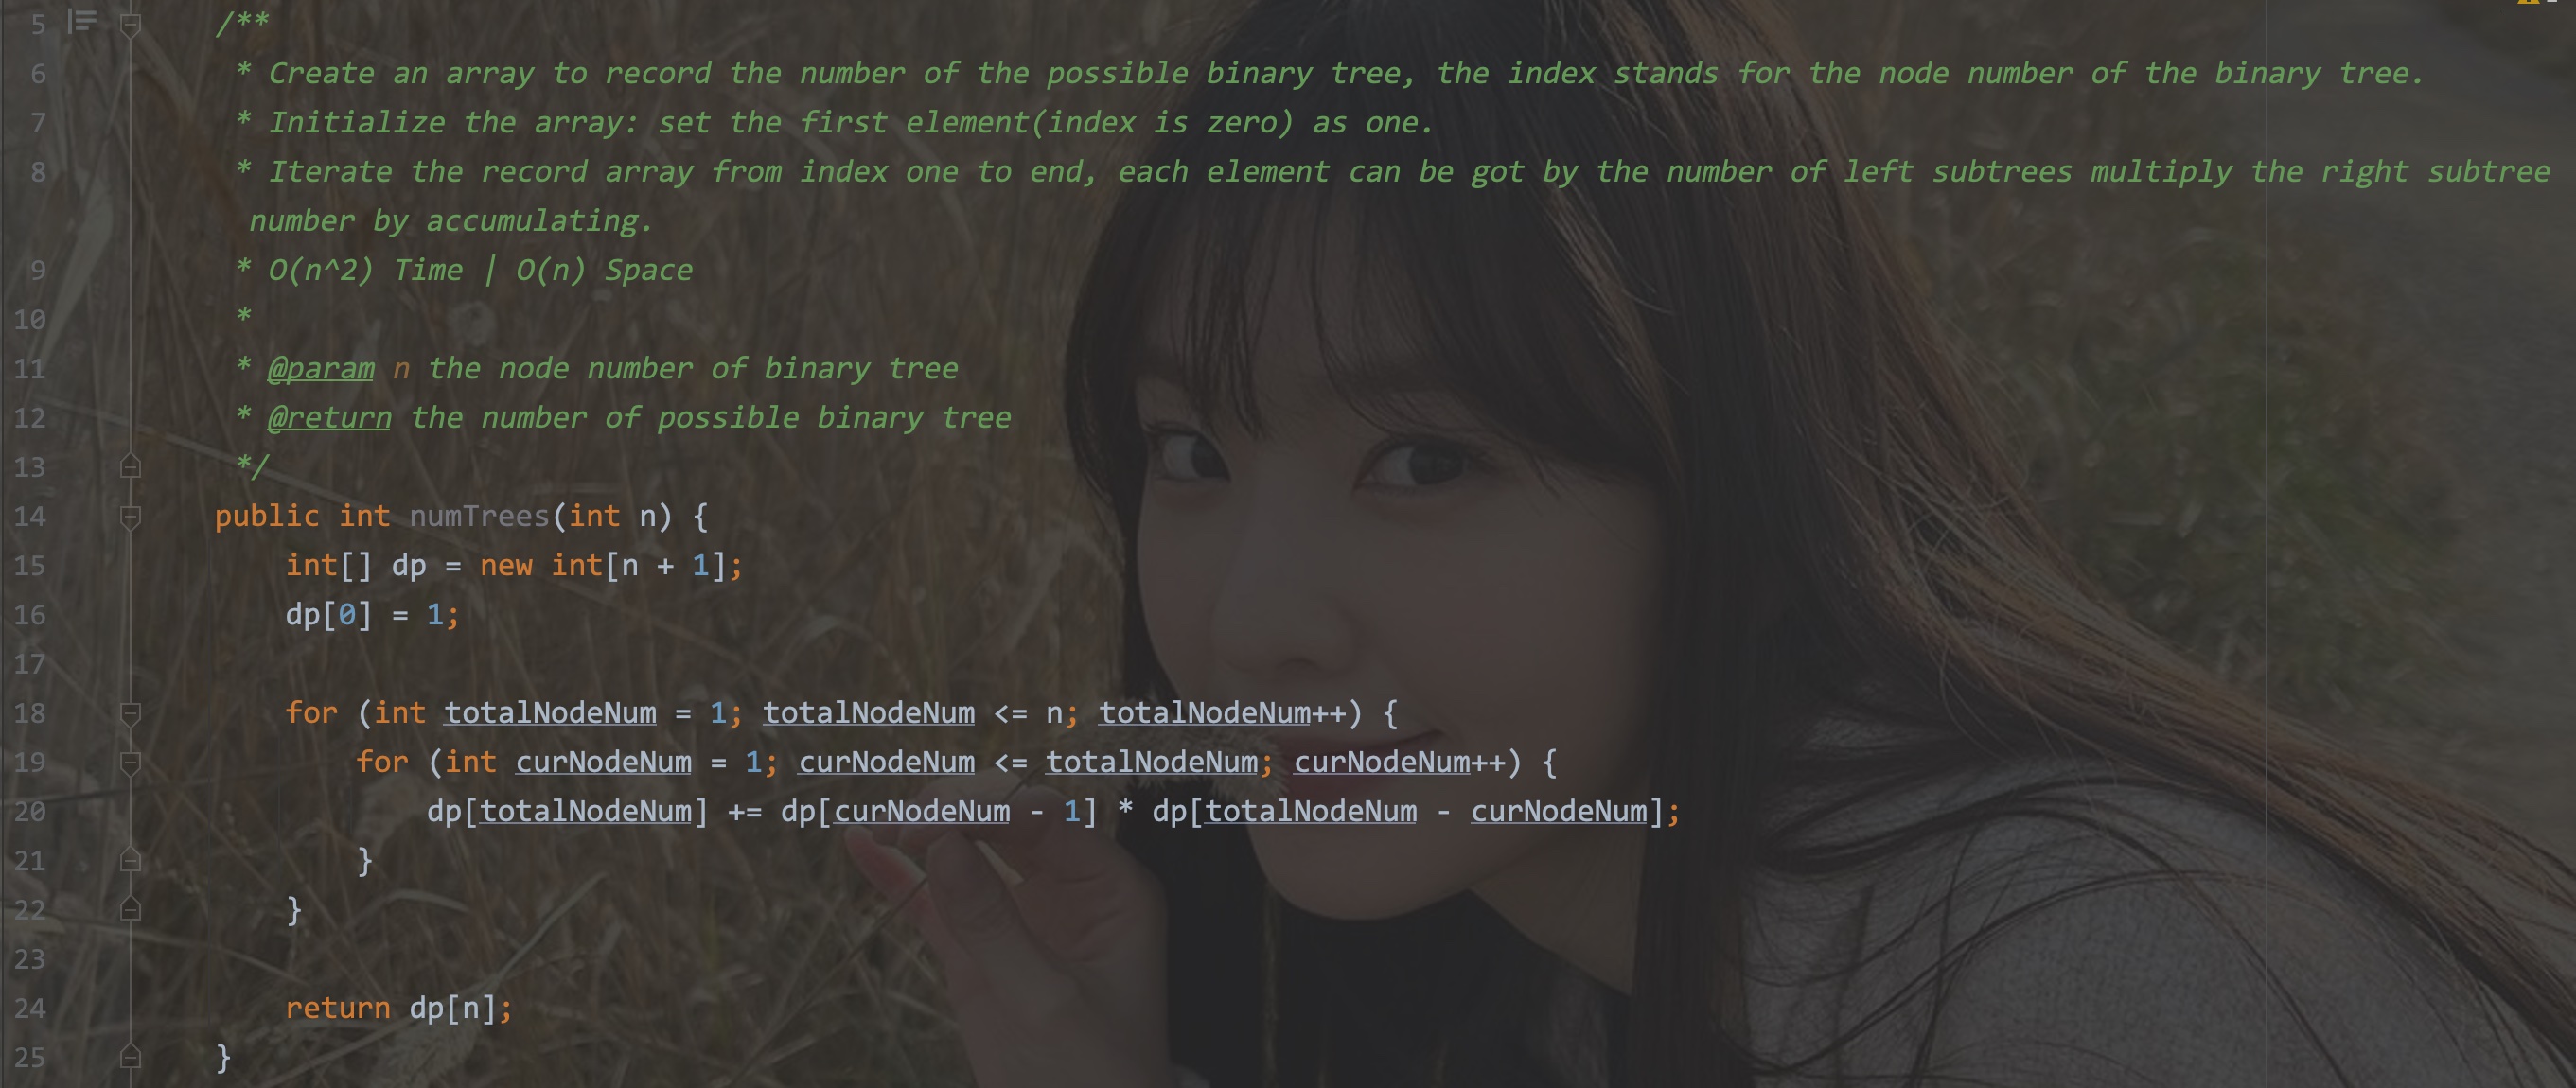 5 /**
6 * Create an array to record the number of the possible binary tree, the index stands for the node number of the binary tree.
7 * Initialize the array: set the first element(index is zero) as one.
8 * Iterate the record array from index one to end, each element can be got by the number of left subtrees multiply the right subtree
number by accumulating.
9 * O(n^2) Time | O(n) Space
10 *
11 * @param n the node number of binary tree
12 * @return the number of possible binary tree
13 */
14 public int numTrees(int n) {
15 int[] dp = new int[n + 1];
16 dp[0] = 1;
17
18 for (int totalNodeNum = 1; totalNodeNum <= n; totalNodeNum++) {
19 for (int curNodeNum = 1; curNodeNum <= totalNodeNum; curNodeNum++) {
20 dp[totalNodeNum] += dp[curNodeNum - 1] * dp[totalNodeNum - curNodeNum];
21 }
22 }
23
24 return dp[n];
25 }